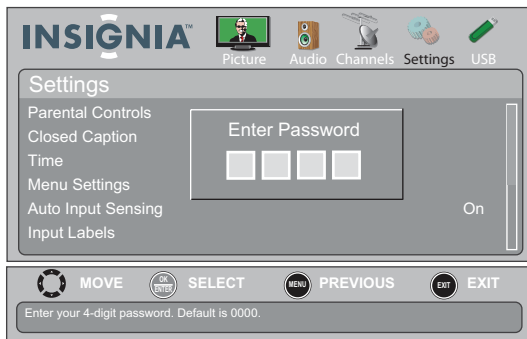 INSIGNIA™
Picture Audio Channels Settings USB
Settings
Parental Controls
Closed Caption
Time
Menu Settings
Auto Input Sensing On
Input Labels
Enter Password
MOVE OK ENTER SELECT MENU PREVIOUS EXIT EXIT
Enter your 4-digit password. Default is 0000.